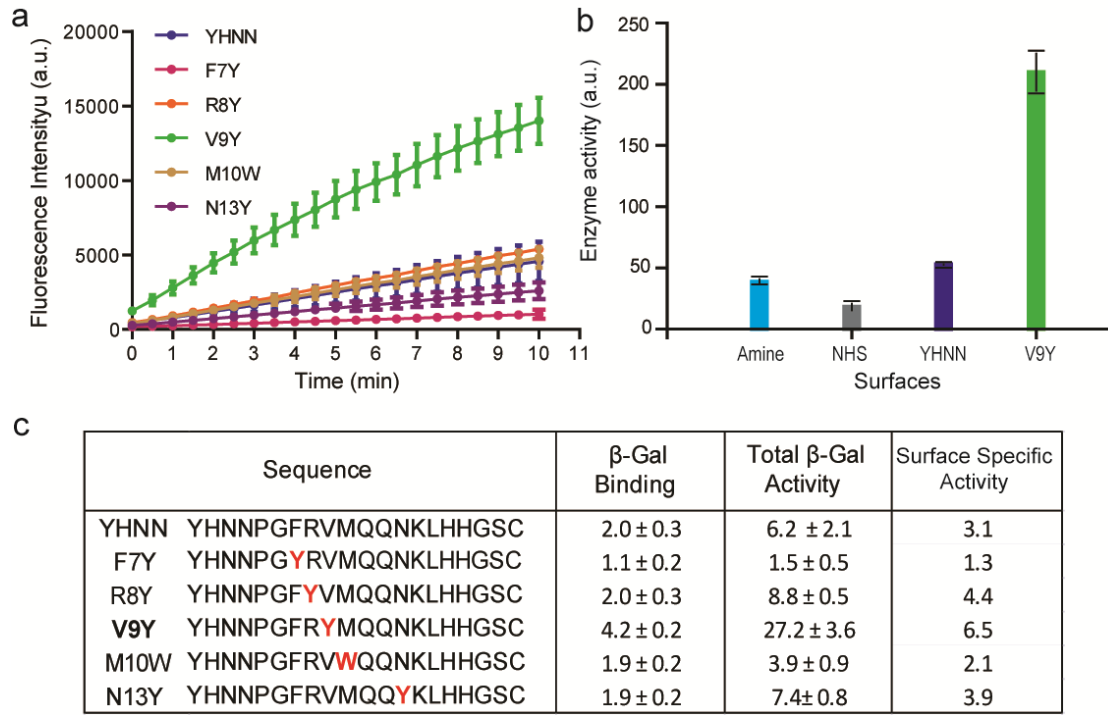 a
20000
15000
10000
5000
0
Fluorescence Intensityu (a.u.)
YHNN
F7Y
R8Y
V9Y
M10W
N13Y
0 1 2 3 4 5 6 7 8 9 10 11
Time (min)
b
250
200
150
100
50
0
Enzyme activity (a.u.)
Amine NHS YHNN V9Y
Surfaces
c
Sequence β-Gal Binding Total β-Gal Activity Surface Specific Activity
YHNN YHNNPGFRVMQQNKLHHGSC 2.0 ± 0.3 6.2 ± 2.1 3.1
F7Y YHNNPGYRVMQQNKLHHGSC 1.1 ± 0.2 1.5 ± 0.5 1.3
R8Y YHNNPGFYVMQQNKLHHGSC 2.0 ± 0.3 8.8 ± 0.5 4.4
V9Y YHNNPGFRYMQQNKLHHGSC 4.2 ± 0.2 27.2 ± 3.6 6.5
M10W YHNNPGFRVWQQNKLHHGSC 1.9 ± 0.2 3.9 ± 0.9 2.1
N13Y YHNNPGFRVMQQYKLHHGSC 1.9 ± 0.2 7.4± 0.8 3.9